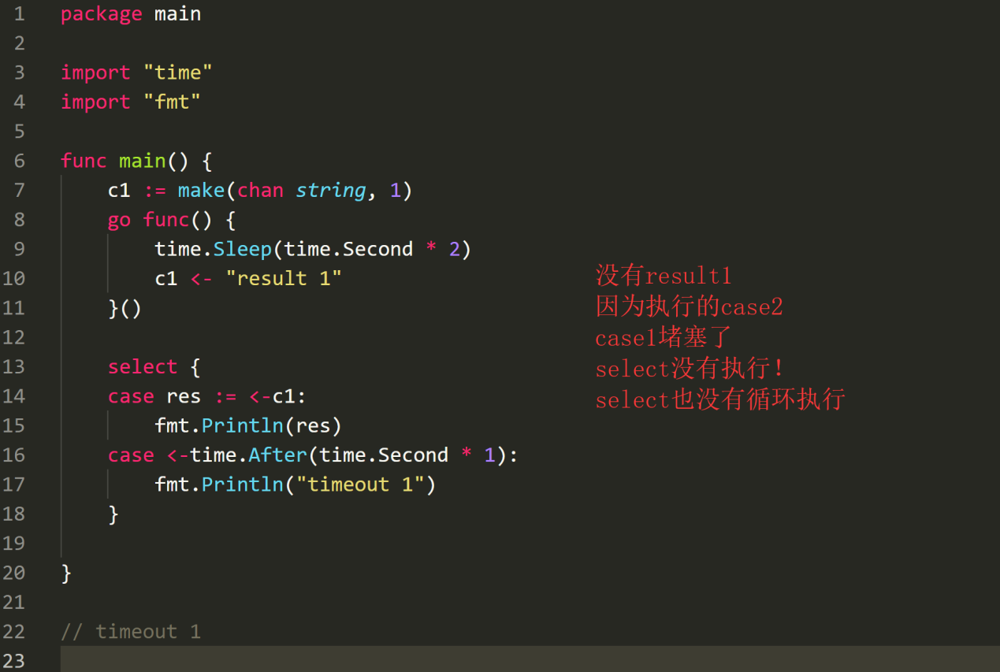 1 package main
2
3 import "time"
4 import "fmt"
5
6 func main() {
7 c1 := make(chan string, 1)
8 go func() {
9 time.Sleep(time.Second * 2)
10 c1 <- "result 1"
11 }()
12
13 select {
14 case res := <-c1:
15 fmt.Println(res)
16 case <-time.After(time.Second * 1):
17 fmt.Println("timeout 1")
18 }
19
20 }
21
22 // timeout 1
23
没有result1
因为执行的case2
case1堵塞了
select没有执行!
select也没有循环执行